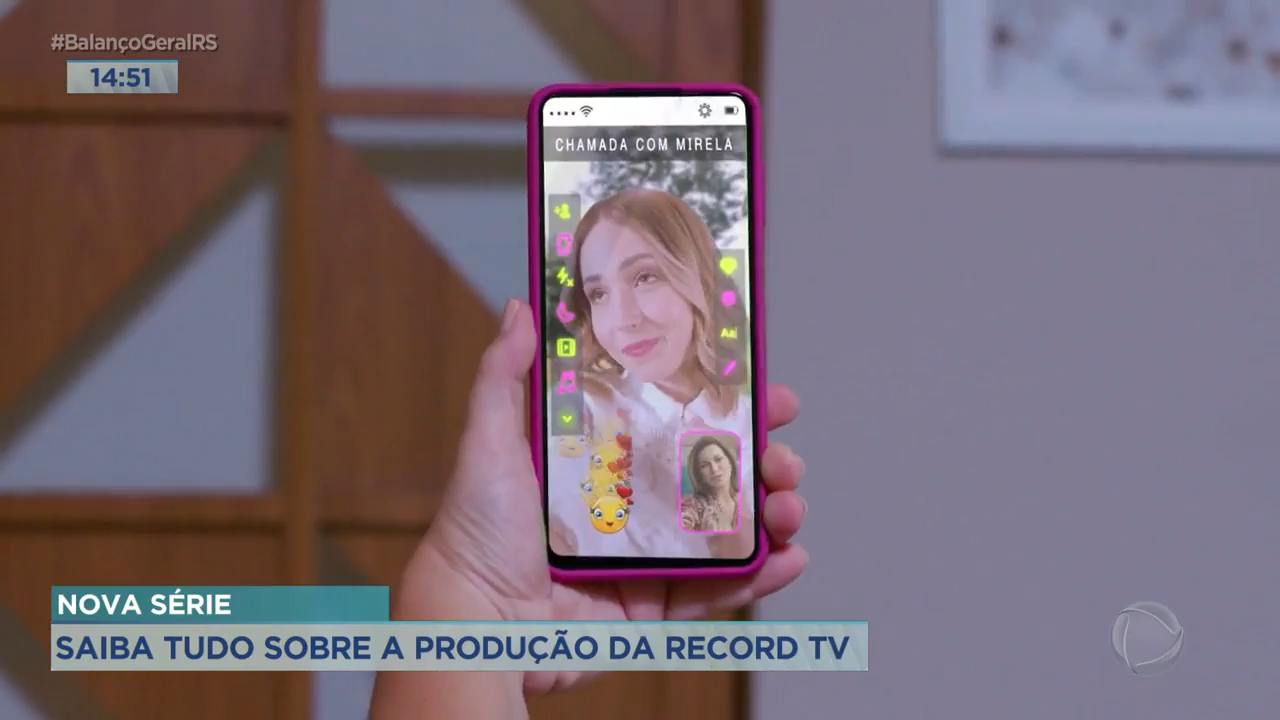 #BalançoGeralRS
14:51
CHAMADA COM MIRELA
Aa
NOVA SÉRIE
SAIBA TUDO SOBRE A PRODUÇÃO DA RECORD TV